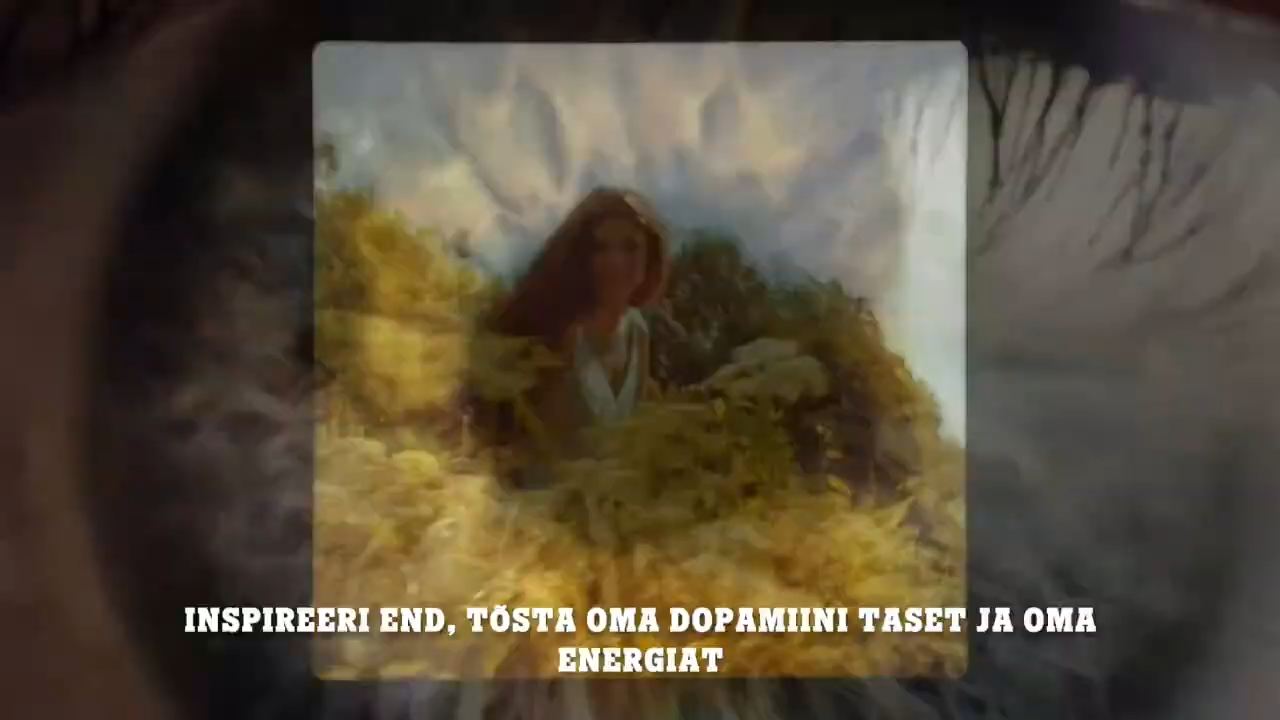 INSPIREERI END, TÕSTA OMA DOPAMIINI TASET JA OMA
ENERGIAT